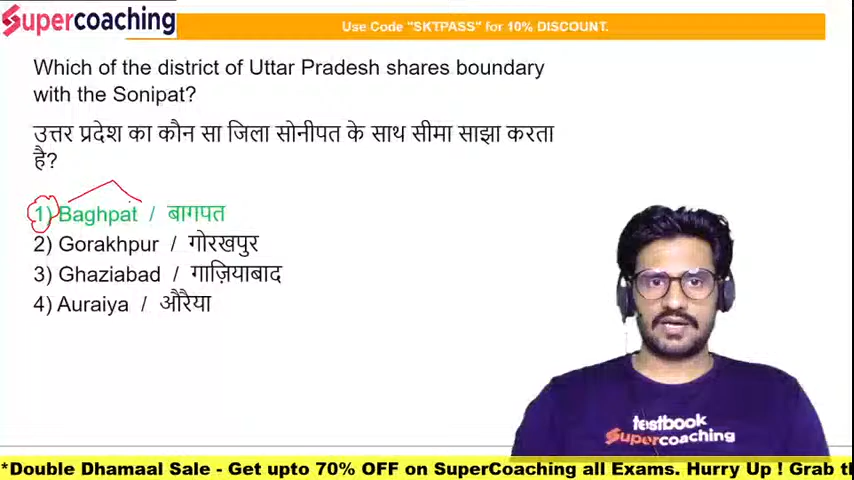 Supercoaching
Use Code "SKTPASS" for 10% DISCOUNT.
Which of the district of Uttar Pradesh shares boundary
with the Sonipat?
उत्तर प्रदेश का कौन सा जिला सोनीपत के साथ सीमा साझा करता
है?
1) Baghpat / बागपत
2) Gorakhpur / गोरखपुर
3) Ghaziabad / गाज़ियाबाद
4) Auraiya / औरैया
testbook
Supercoaching
*Double Dhamaal Sale - Get upto 70% OFF on SuperCoaching all Exams. Hurry Up ! Grab